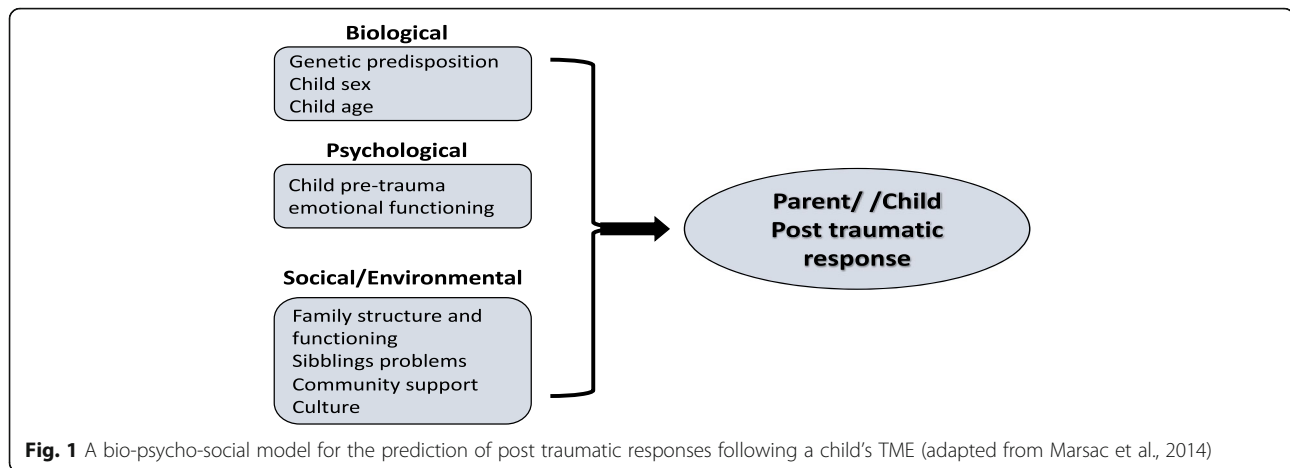 Biological
Genetic predisposition
Child sex
Child age
Psychological
Child pre-trauma
emotional functioning
Socical/Environmental
Family structure and
functioning
Sibblings problems
Community support
Culture
Parent/ /Child
Post traumatic
response
Fig. 1 A bio-psycho-social model for the prediction of post traumatic responses following a child's TME (adapted from Marsac et al., 2014)